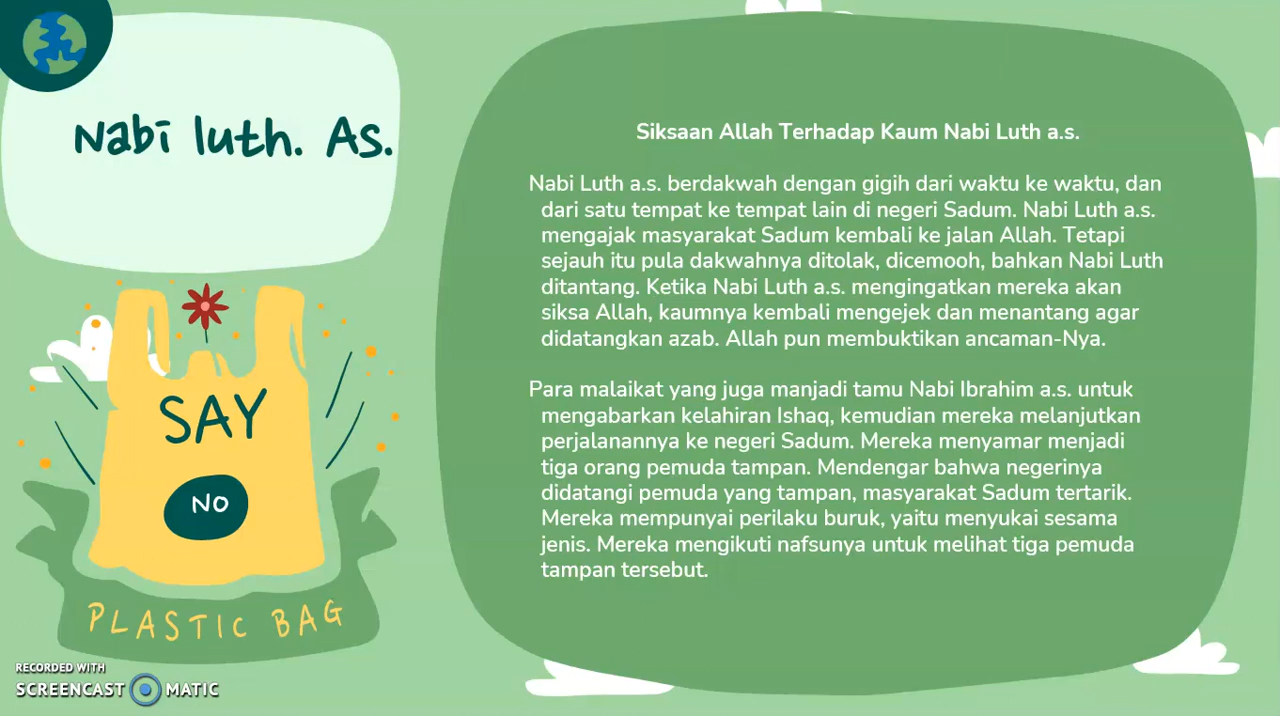 Nabi luth. As.
Siksaan Allah Terhadap Kaum Nabi Luth a.s.
Nabi Luth a.s. berdakwah dengan gigih dari waktu ke waktu, dan
dari satu tempat ke tempat lain di negeri Sadum. Nabi Luth a.s.
mengajak masyarakat Sadum kembali ke jalan Allah. Tetapi
sejauh itu pula dakwahnya ditolak, dicemooh, bahkan Nabi Luth
ditantang. Ketika Nabi Luth a.s. mengingatkan mereka akan
siksa Allah, kaumnya kembali mengejek dan menantang agar
didatangkan azab. Allah pun membuktikan ancaman-Nya.
Para malaikat yang juga manjadi tamu Nabi Ibrahim a.s. untuk
mengabarkan kelahiran Ishaq, kemudian mereka melanjutkan
perjalanannya ke negeri Sadum. Mereka menyamar menjadi
tiga orang pemuda tampan. Mendengar bahwa negerinya
didatangi pemuda yang tampan, masyarakat Sadum tertarik.
Mereka mempunyai perilaku buruk, yaitu menyukai sesama
jenis. Mereka mengikuti nafsunya untuk melihat tiga pemuda
tampan tersebut.
SAY
NO
PLASTIC BAG
RECORDED WITH
SCREENCAST MATIC